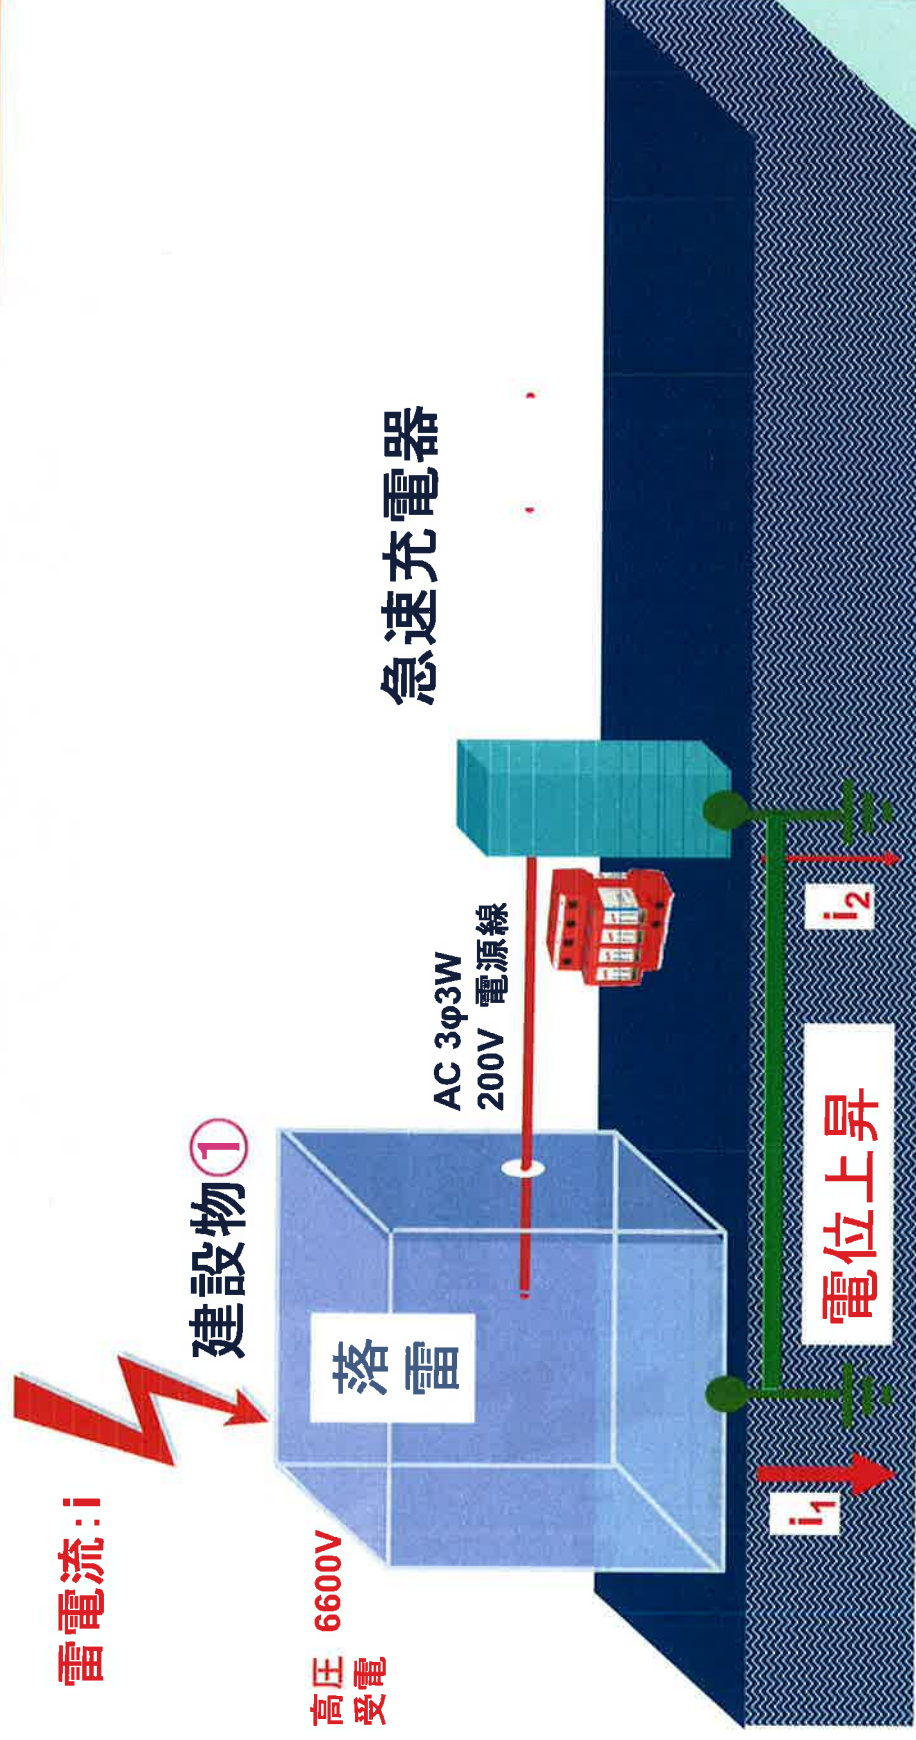 雷電流:i
建設物①
落
雷
高圧 6600V
受電
急速充電器
AC 3φ3W
200V 電源線
電位上昇
i1
i2